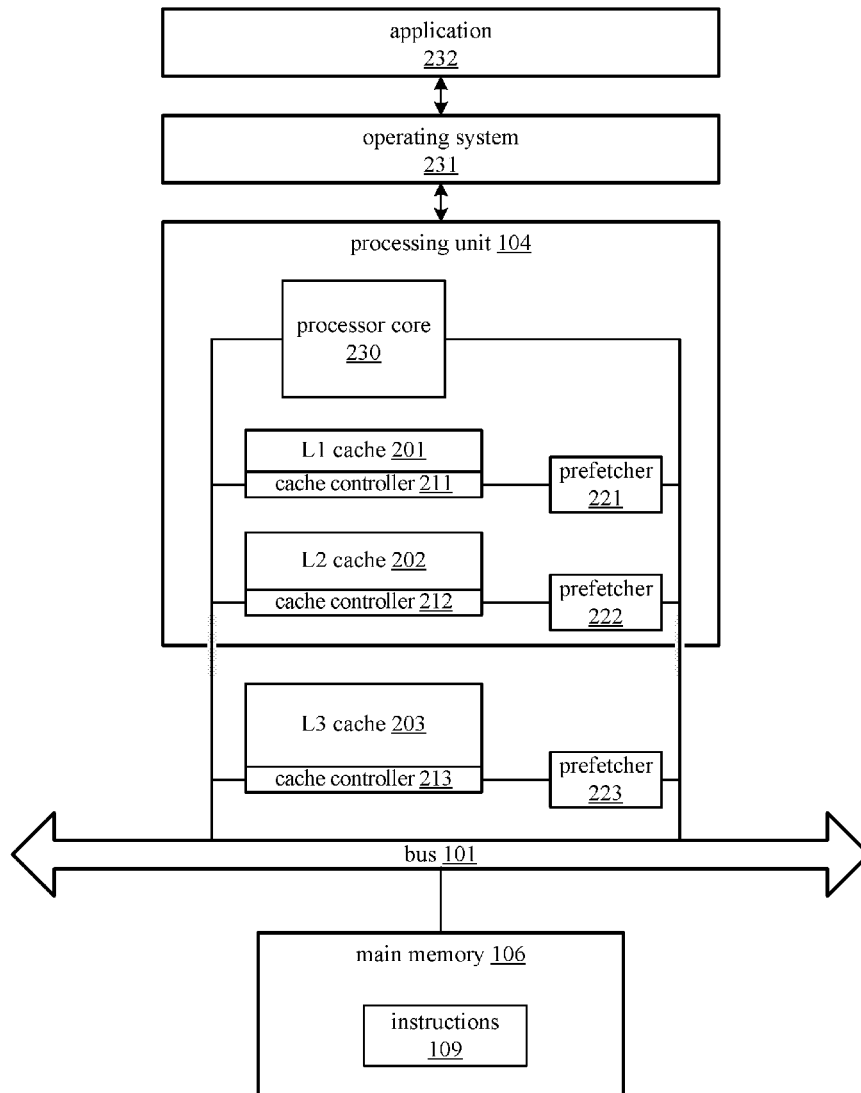 application
232
operating system
231
processing unit 104
processor core
230
L1 cache 201
cache controller 211
prefetcher
221
L2 cache 202
cache controller 212
prefetcher
222
L3 cache 203
cache controller 213
prefetcher
223
bus 101
main memory 106
instructions
109